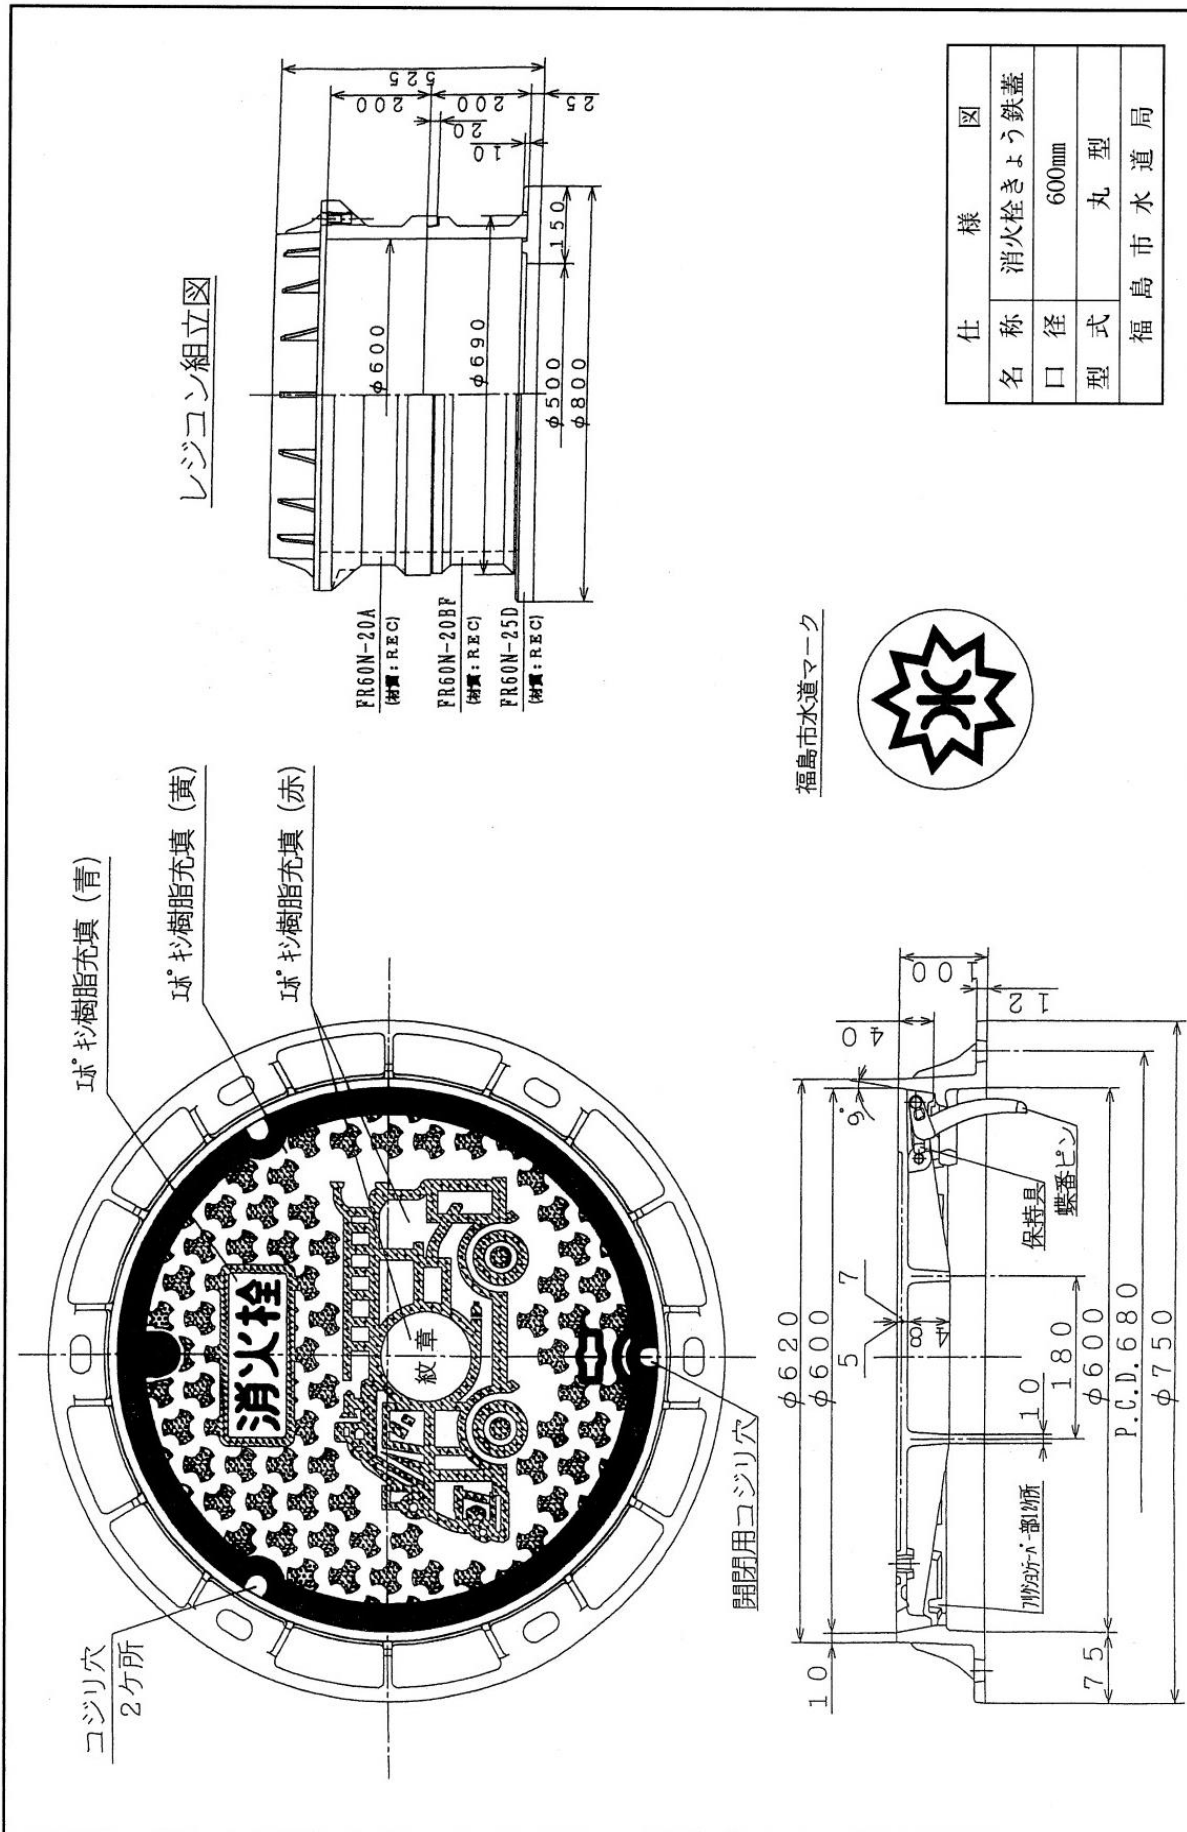 エポキシ樹脂充填(青)
エポキシ樹脂充填(黄)
エポキシ樹脂充填(赤)
コジリ穴
2ケ所
消火栓
紋章
開閉用コジリ穴
レジコン組立図
525
200
200
20
10
25
φ600
φ690
150
φ500
φ800
FR60N-20A
(材質:REC)
FR60N-20BF
(材質:REC)
FR60N-25D
(材質:REC)
φ620
φ600
10
5
7
9°
40
100
12
48
保持具
蝶番ピン
180
10
φ600
75
P.C.D.680
φ750
福島市水道マーク
仕様図
名称 消火栓きょう鉄蓋
口径 600mm
型式 丸型
福島市水道局